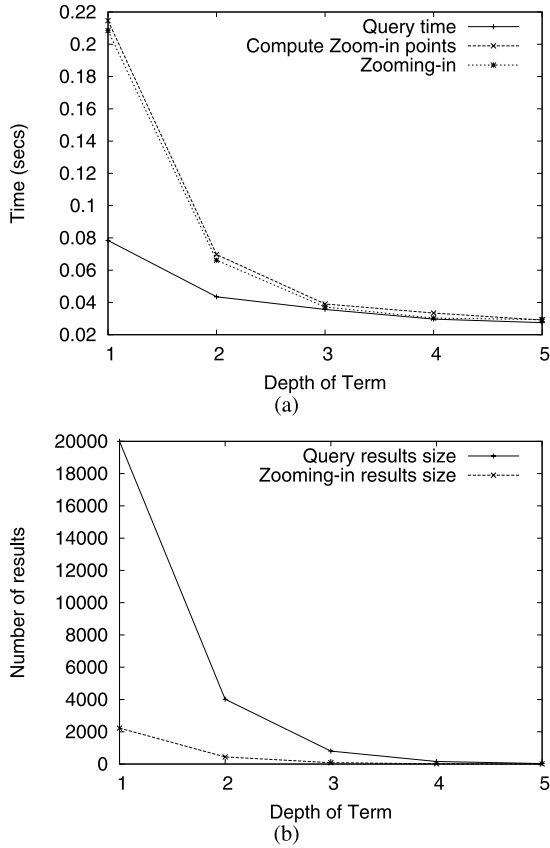 0.22
0.2
0.18
0.16
0.14
0.12
0.1
0.08
0.06
0.04
0.02
Time (secs)
Query time
Compute Zoom-in points
Zooming-in
1 2 3 4 5
Depth of Term
(a)
20000
18000
16000
14000
12000
10000
8000
6000
4000
2000
0
Number of results
Query results size
Zooming-in results size
1 2 3 4 5
Depth of Term
(b)